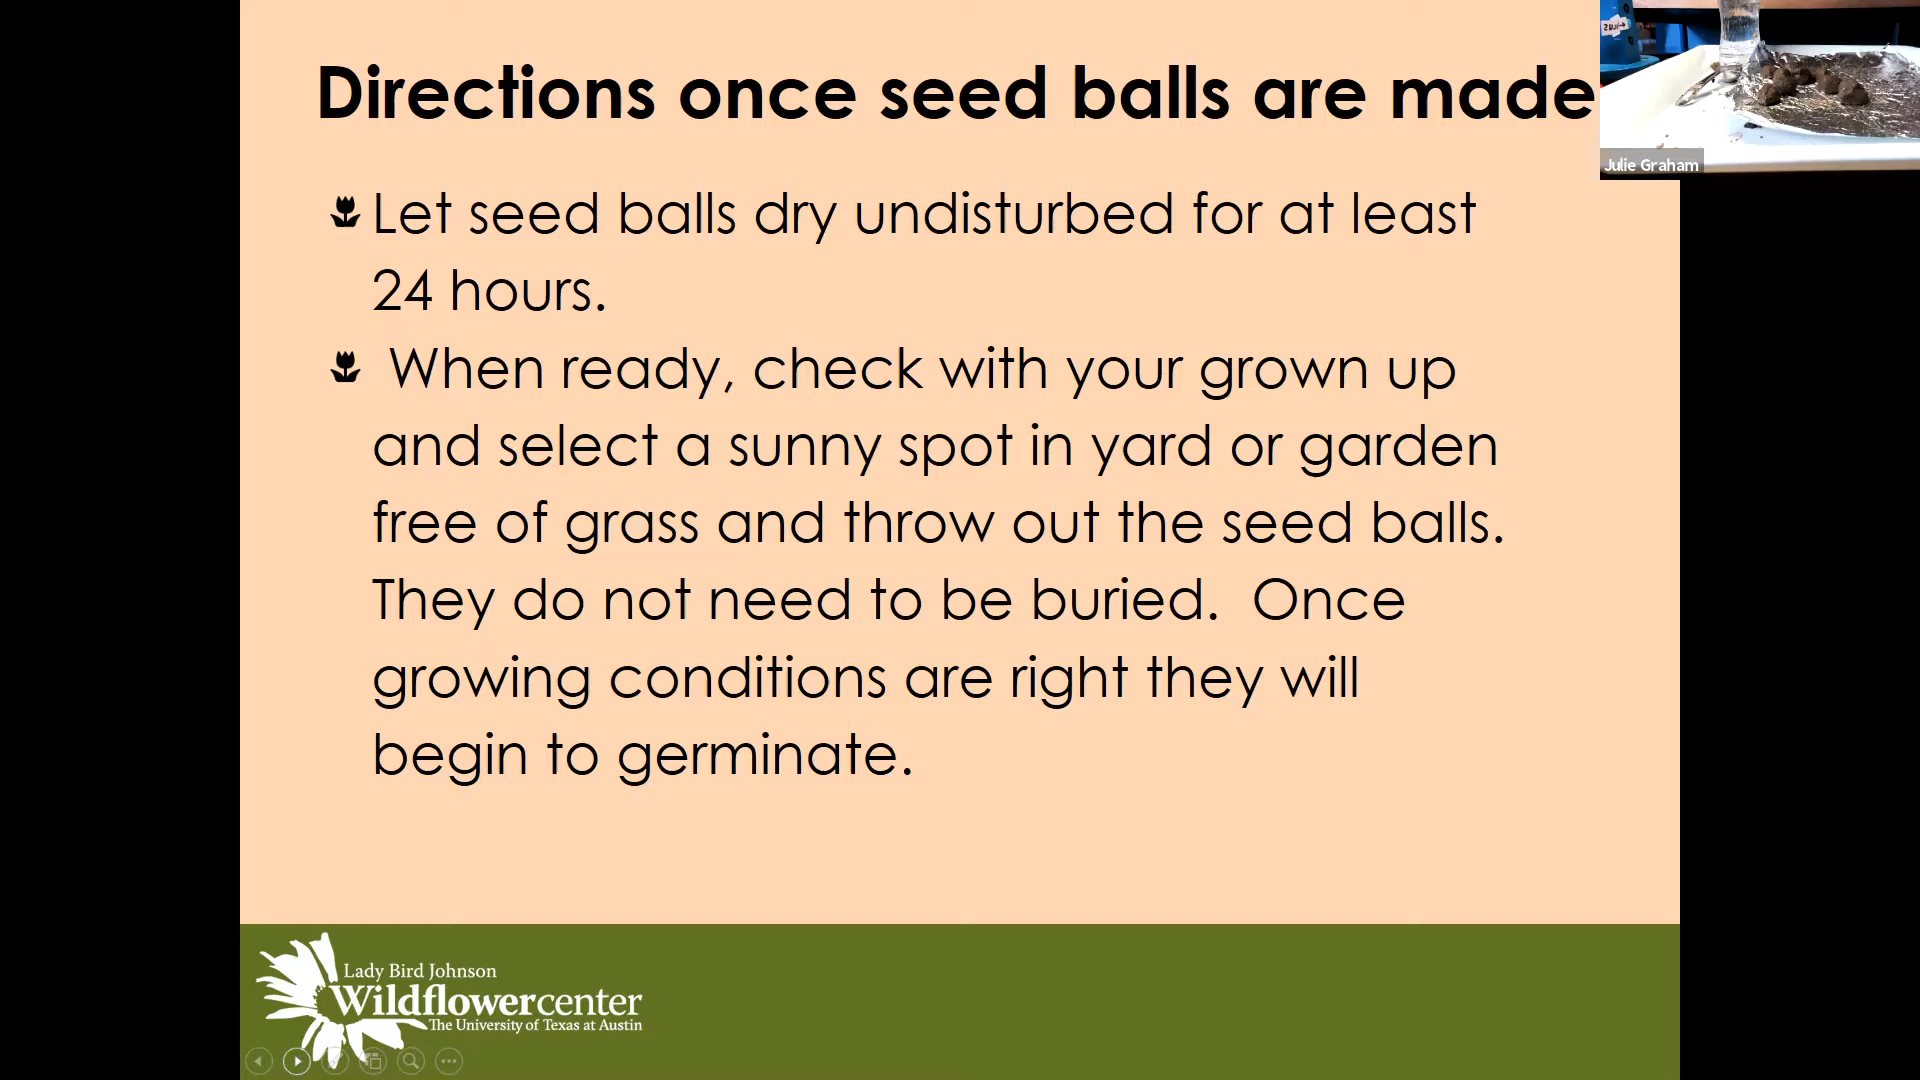 Directions once seed balls are made
Let seed balls dry undisturbed for at least
24 hours.
When ready, check with your grown up
and select a sunny spot in yard or garden
free of grass and throw out the seed balls.
They do not need to be buried. Once
growing conditions are right they will
begin to germinate.
Julie Graham
Lady Bird Johnson
Wildflowercenter
The University of Texas at Austin